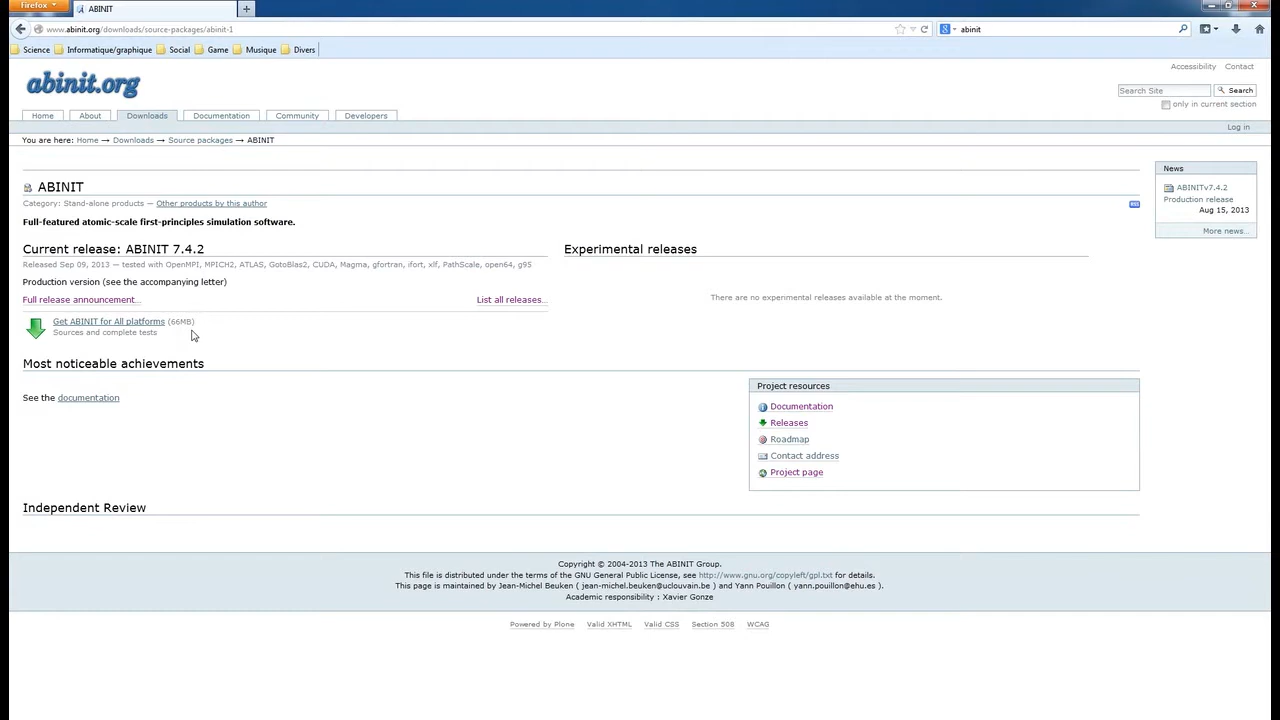 Firefox
ABINIT
www.abinit.org/downloads/source-packages/abinit-1
abinit
Science Informatique/graphique Social Game Musique Divers
Accessibility Contact
abinit.org
Search Site Search
only in current section
Home About Downloads Documentation Community Developers
Log in
You are here: Home → Downloads → Source packages → ABINIT
News
ABINITv7.4.2
Production release
Aug 15, 2013
More news…
ABINIT
Category: Stand-alone products — Other products by this author
Full-featured atomic-scale first-principles simulation software.
Current release: ABINIT 7.4.2
Released Sep 09, 2013 — tested with OpenMPI, MPICH2, ATLAS, GotoBlas2, CUDA, Magma, gfortran, ifort, xlf, PathScale, open64, g95
Production version (see the accompanying letter)
Full release announcement… List all releases…
Get ABINIT for All platforms (66MB)
Sources and complete tests
Experimental releases
There are no experimental releases available at the moment.
Most noticeable achievements
See the documentation
Project resources
Documentation
Releases
Roadmap
Contact address
Project page
Independent Review
Copyright © 2004-2013 The ABINIT Group.
This file is distributed under the terms of the GNU General Public License, see http://www.gnu.org/copyleft/gpl.txt for details.
This page is maintained by Jean-Michel Beuken ( jean-michel.beuken@uclouvain.be ) and Yann Pouillon ( yann.pouillon@ehu.es ).
Academic responsibility : Xavier Gonze
Powered by Plone Valid XHTML Valid CSS Section 508 WCAG